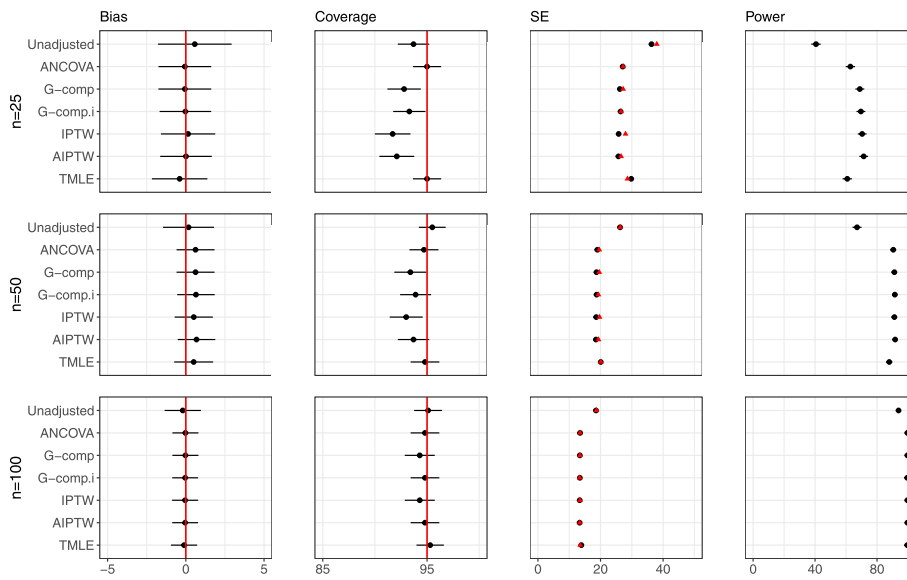 Bias Coverage SE Power
n=25
Unadjusted
ANCOVA
G−comp
G−comp.i
IPTW
AIPTW
TMLE
n=50
Unadjusted
ANCOVA
G−comp
G−comp.i
IPTW
AIPTW
TMLE
n=100
Unadjusted
ANCOVA
G−comp
G−comp.i
IPTW
AIPTW
TMLE
−5 0 5 85 95 0 20 40 0 40 80